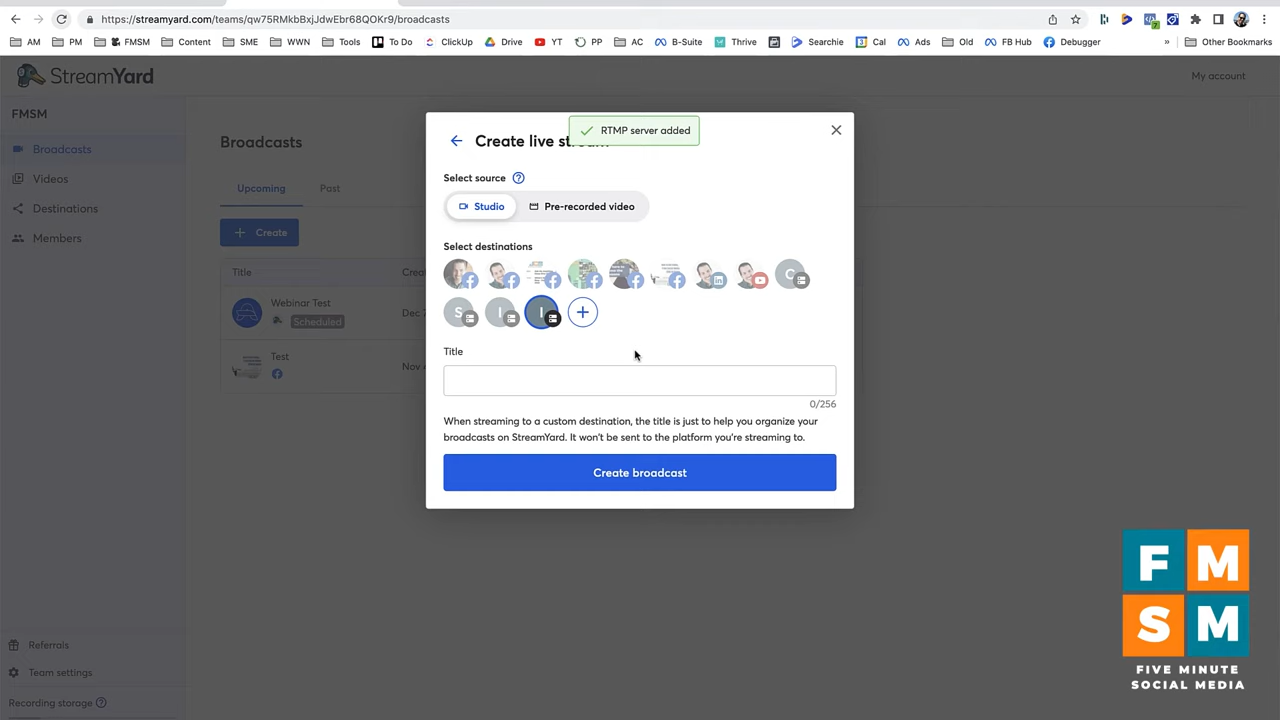 https://streamyard.com/teams/qw75RMkbBxjJdwEbr68QOKr9/broadcasts
AM PM FMSM Content SME WWN Tools To Do ClickUp Drive YT PP AC B-Suite Thrive Searchie Cal Ads Old FB Hub Debugger » Other Bookmarks
StreamYard
My account
FMSM
Broadcasts
Videos
Destinations
Members
Broadcasts
Upcoming Past
+ Create
Title
Webinar Test
Scheduled
Dec 7
Test
RTMP server added
Select source ?
Studio Pre-recorded video
Select destinations
C
S I I +
Title
0/256
When streaming to a custom destination, the title is just to help you organize your
broadcasts on StreamYard. It won't be sent to the platform you're streaming to.
Create broadcast
Referrals
Team settings
Recording storage ?
F M
S M
FIVE MINUTE
SOCIAL MEDIA